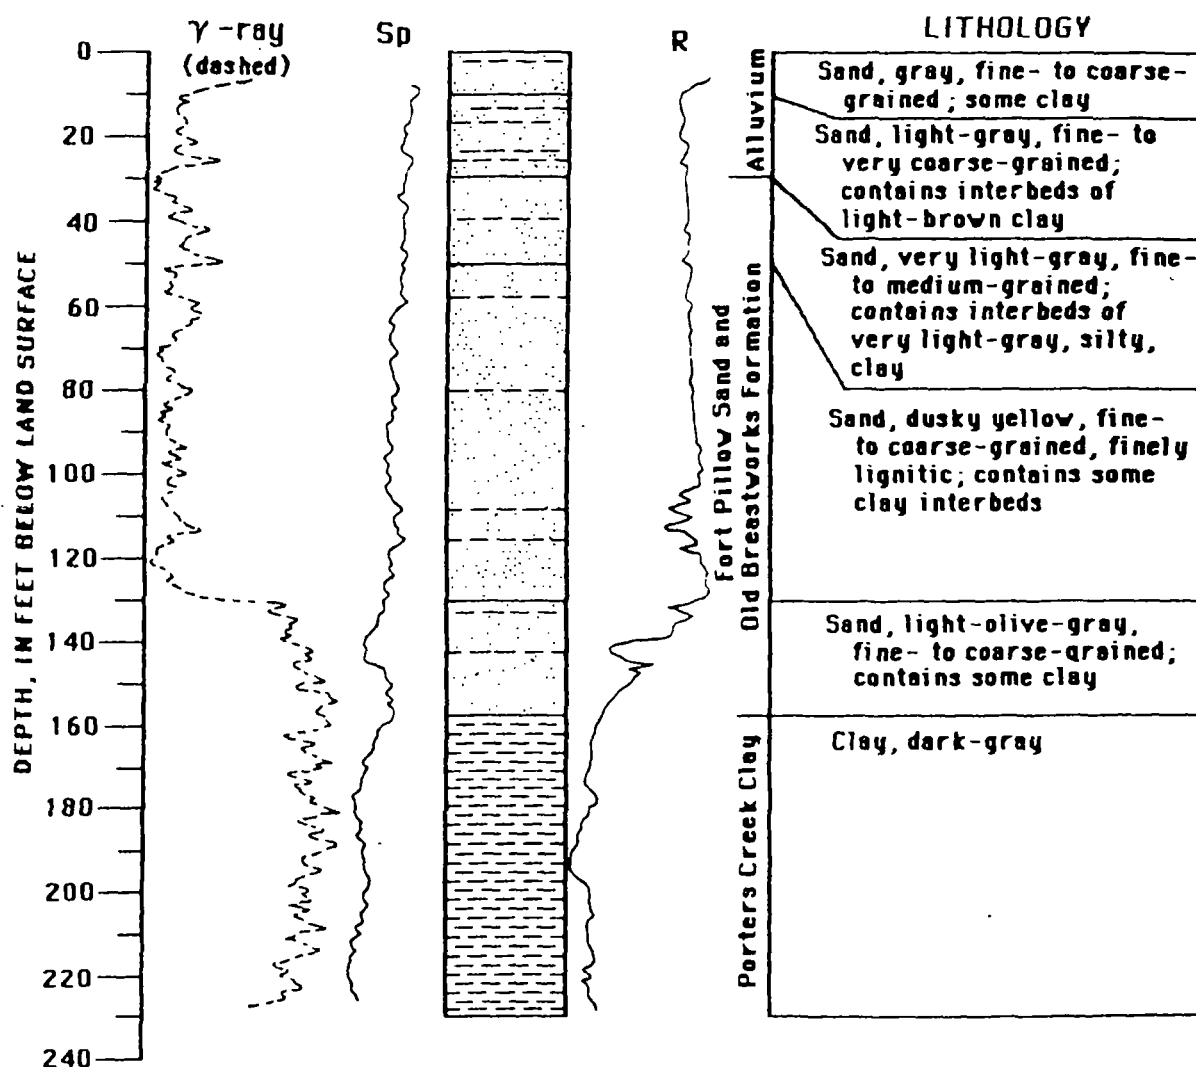 γ-ray
(dashed)
Sp
R
LITHOLOGY
DEPTH, IN FEET BELOW LAND SURFACE
0
20
40
60
80
100
120
140
160
180
200
220
240
Alluvium
Fort Pillow Sand and
Old Breastworks Formation
Porters Creek Clay
Sand, gray, fine- to coarse-
grained; some clay
Sand, light-gray, fine- to
very coarse-grained;
contains interbeds of
light-brown clay
Sand, very light-gray, fine-
to medium-grained;
contains interbeds of
very light-gray, silty,
clay
Sand, dusky yellow, fine-
to coarse-grained, finely
lignitic; contains some
clay interbeds
Sand, light-olive-gray,
fine- to coarse-grained;
contains some clay
Clay, dark-gray